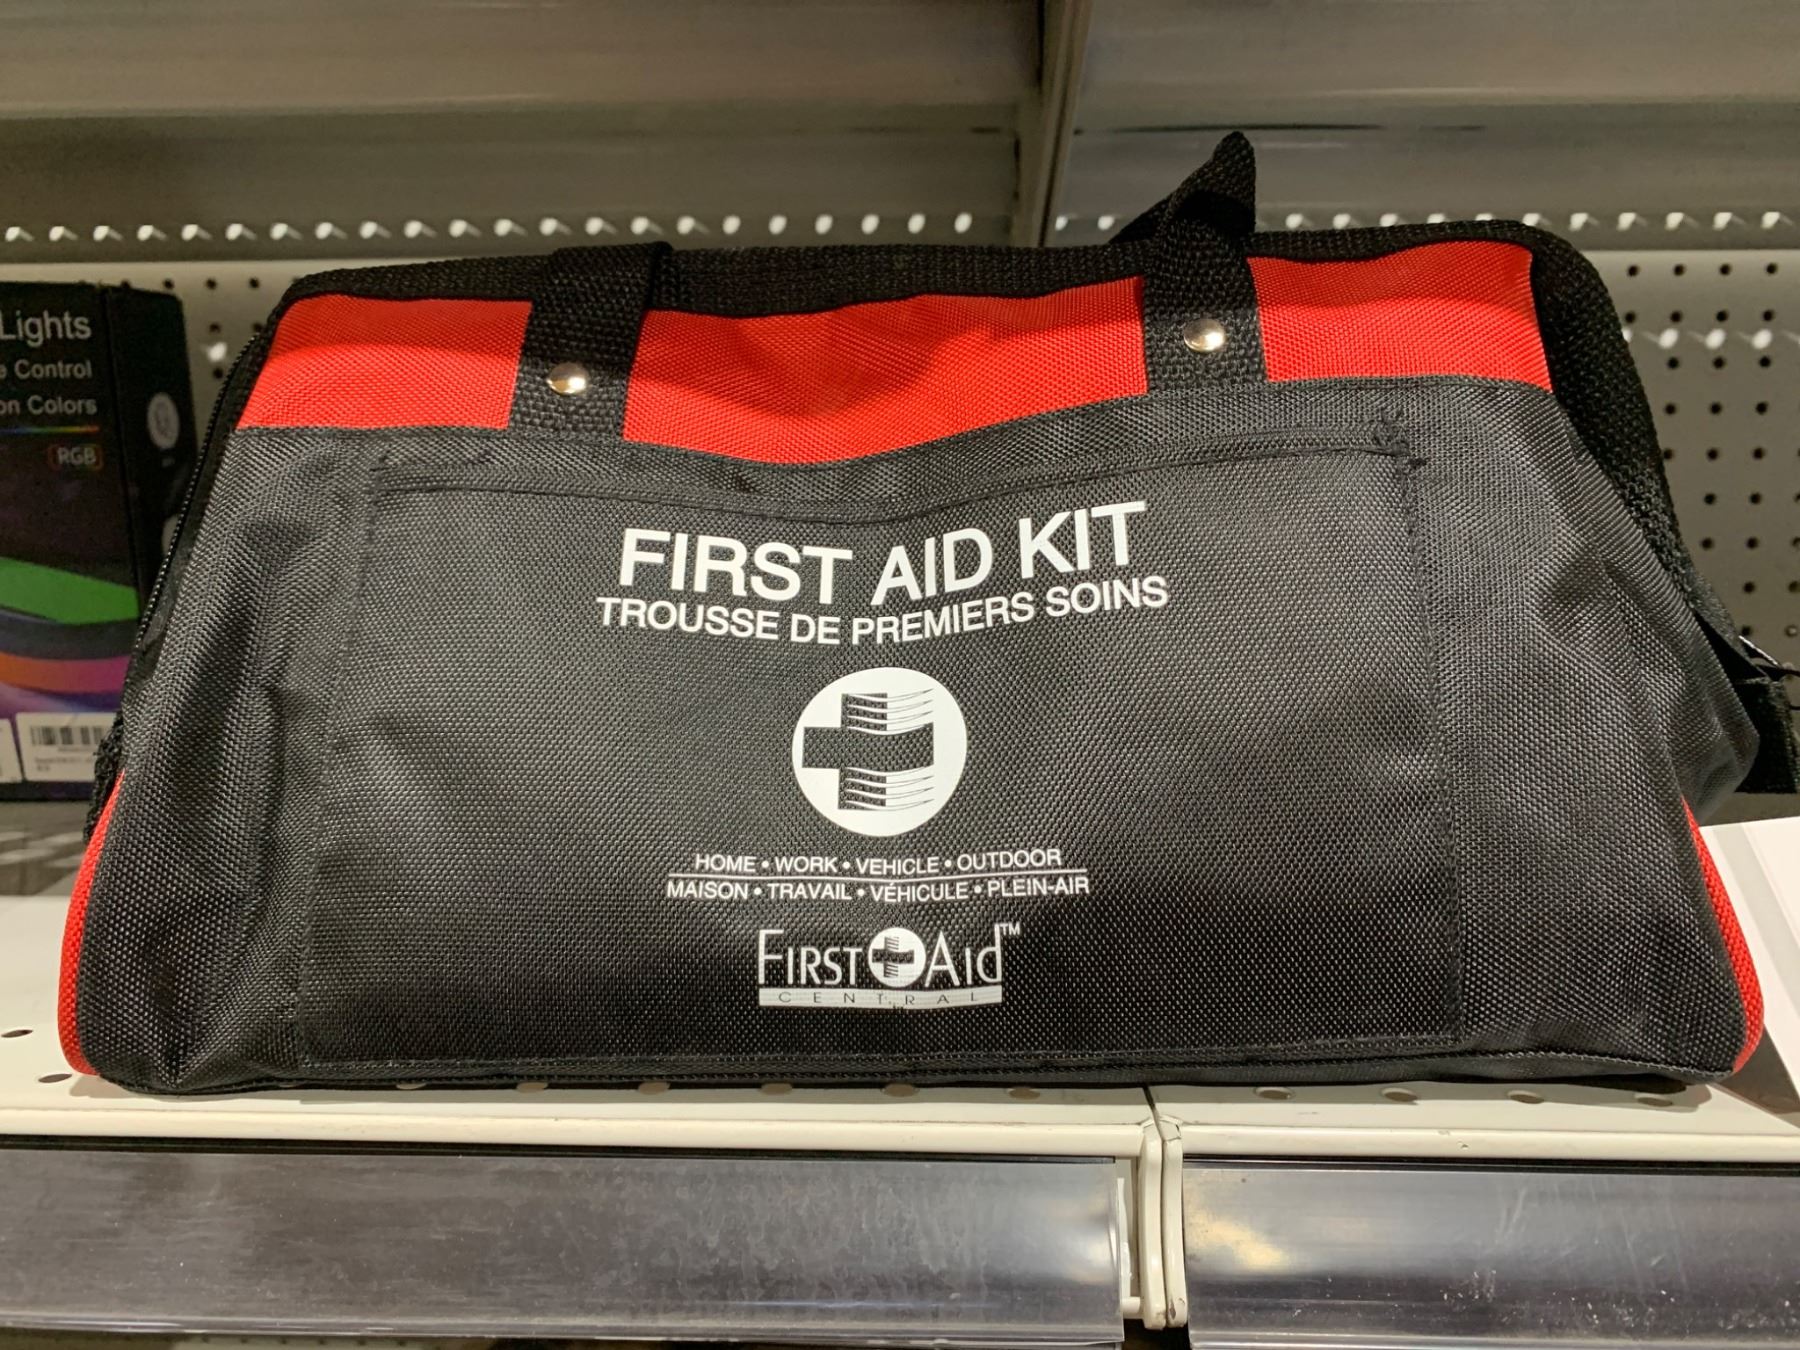 Lights
Control
Colors
RGB
FIRST AID KIT
TROUSSE DE PREMIERS SOINS
HOME • WORK • VEHICLE • OUTDOOR
MAISON • TRAVAIL • VÉHICULE • PLEIN-AIR
FIRST AID™
CENTRAL